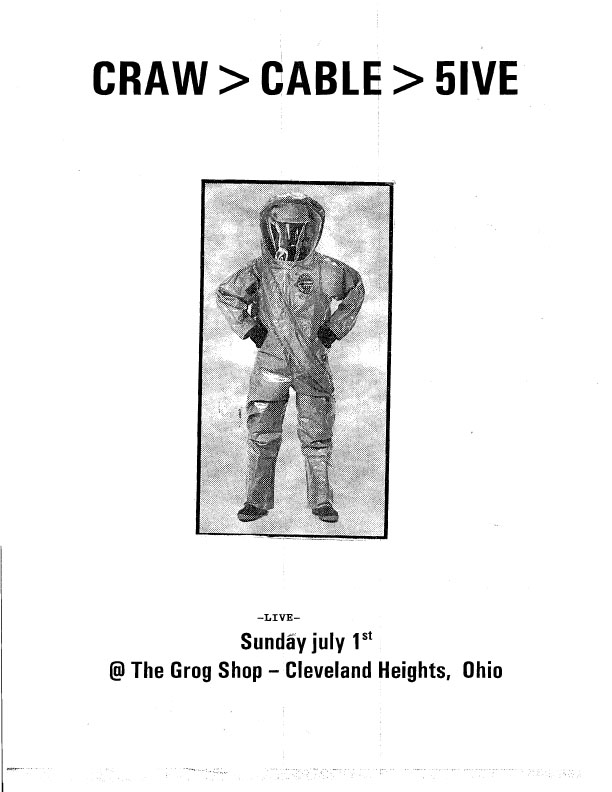 CRAW > CABLE > 5IVE
-LIVE-
Sunday july 1st
@ The Grog Shop – Cleveland Heights, Ohio